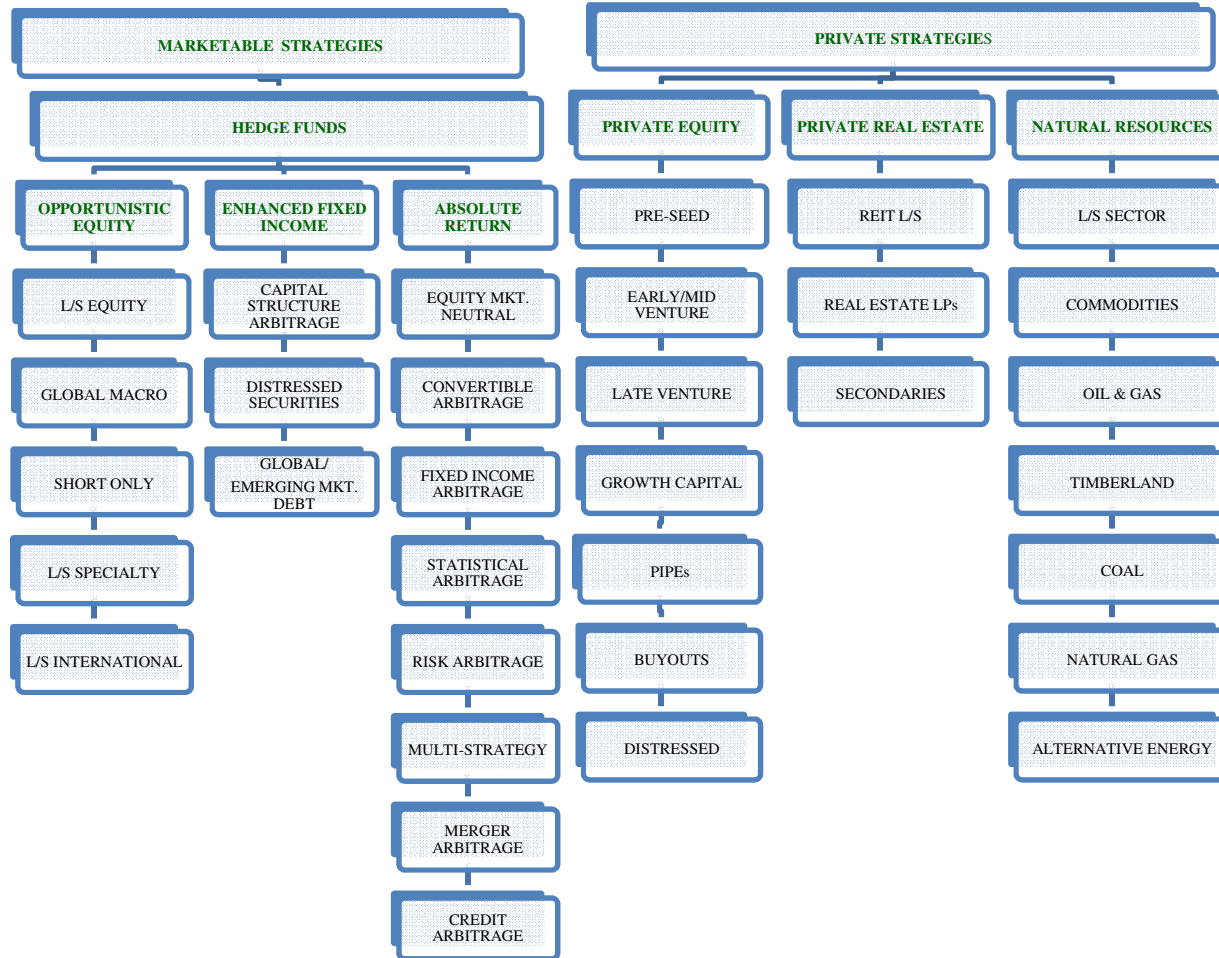 MARKETABLE STRATEGIES
HEDGE FUNDS
OPPORTUNISTIC
EQUITY
L/S EQUITY
GLOBAL MACRO
SHORT ONLY
L/S SPECIALTY
L/S INTERNATIONAL
ENHANCED FIXED
INCOME
CAPITAL
STRUCTURE
ARBITRAGE
DISTRESSED
SECURITIES
GLOBAL/
EMERGING MKT.
DEBT
ABSOLUTE
RETURN
EQUITY MKT.
NEUTRAL
CONVERTIBLE
ARBITRAGE
FIXED INCOME
ARBITRAGE
STATISTICAL
ARBITRAGE
RISK ARBITRAGE
MULTI-STRATEGY
MERGER
ARBITRAGE
CREDIT
ARBITRAGE
PRIVATE STRATEGIES
PRIVATE EQUITY
PRE-SEED
EARLY/MID
VENTURE
LATE VENTURE
GROWTH CAPITAL
PIPEs
BUYOUTS
DISTRESSED
PRIVATE REAL ESTATE
REIT L/S
REAL ESTATE LPs
SECONDARIES
NATURAL RESOURCES
L/S SECTOR
COMMODITIES
OIL & GAS
TIMBERLAND
COAL
NATURAL GAS
ALTERNATIVE ENERGY